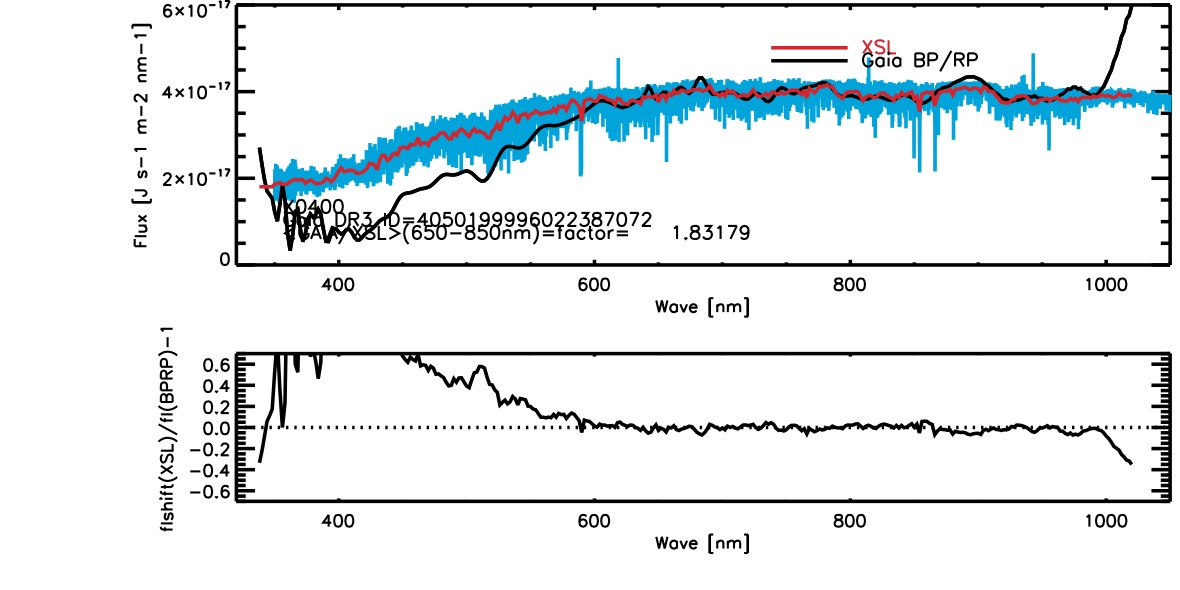 6×10−17
XSL
Gaia BP/RP
4×10−17
Flux [J s−1 m−2 nm−1]
2×10−17
X0400
Gaia DR3 ID=4050199996022387072
<GAIA/XSL>(650−850nm)=factor= 1.83179
0
400 600 800 1000
Wave [nm]
flshift(XSL)/fl(BPRP)−1
0.6
0.4
0.2
0.0
−0.2
−0.4
−0.6
400 600 800 1000
Wave [nm]